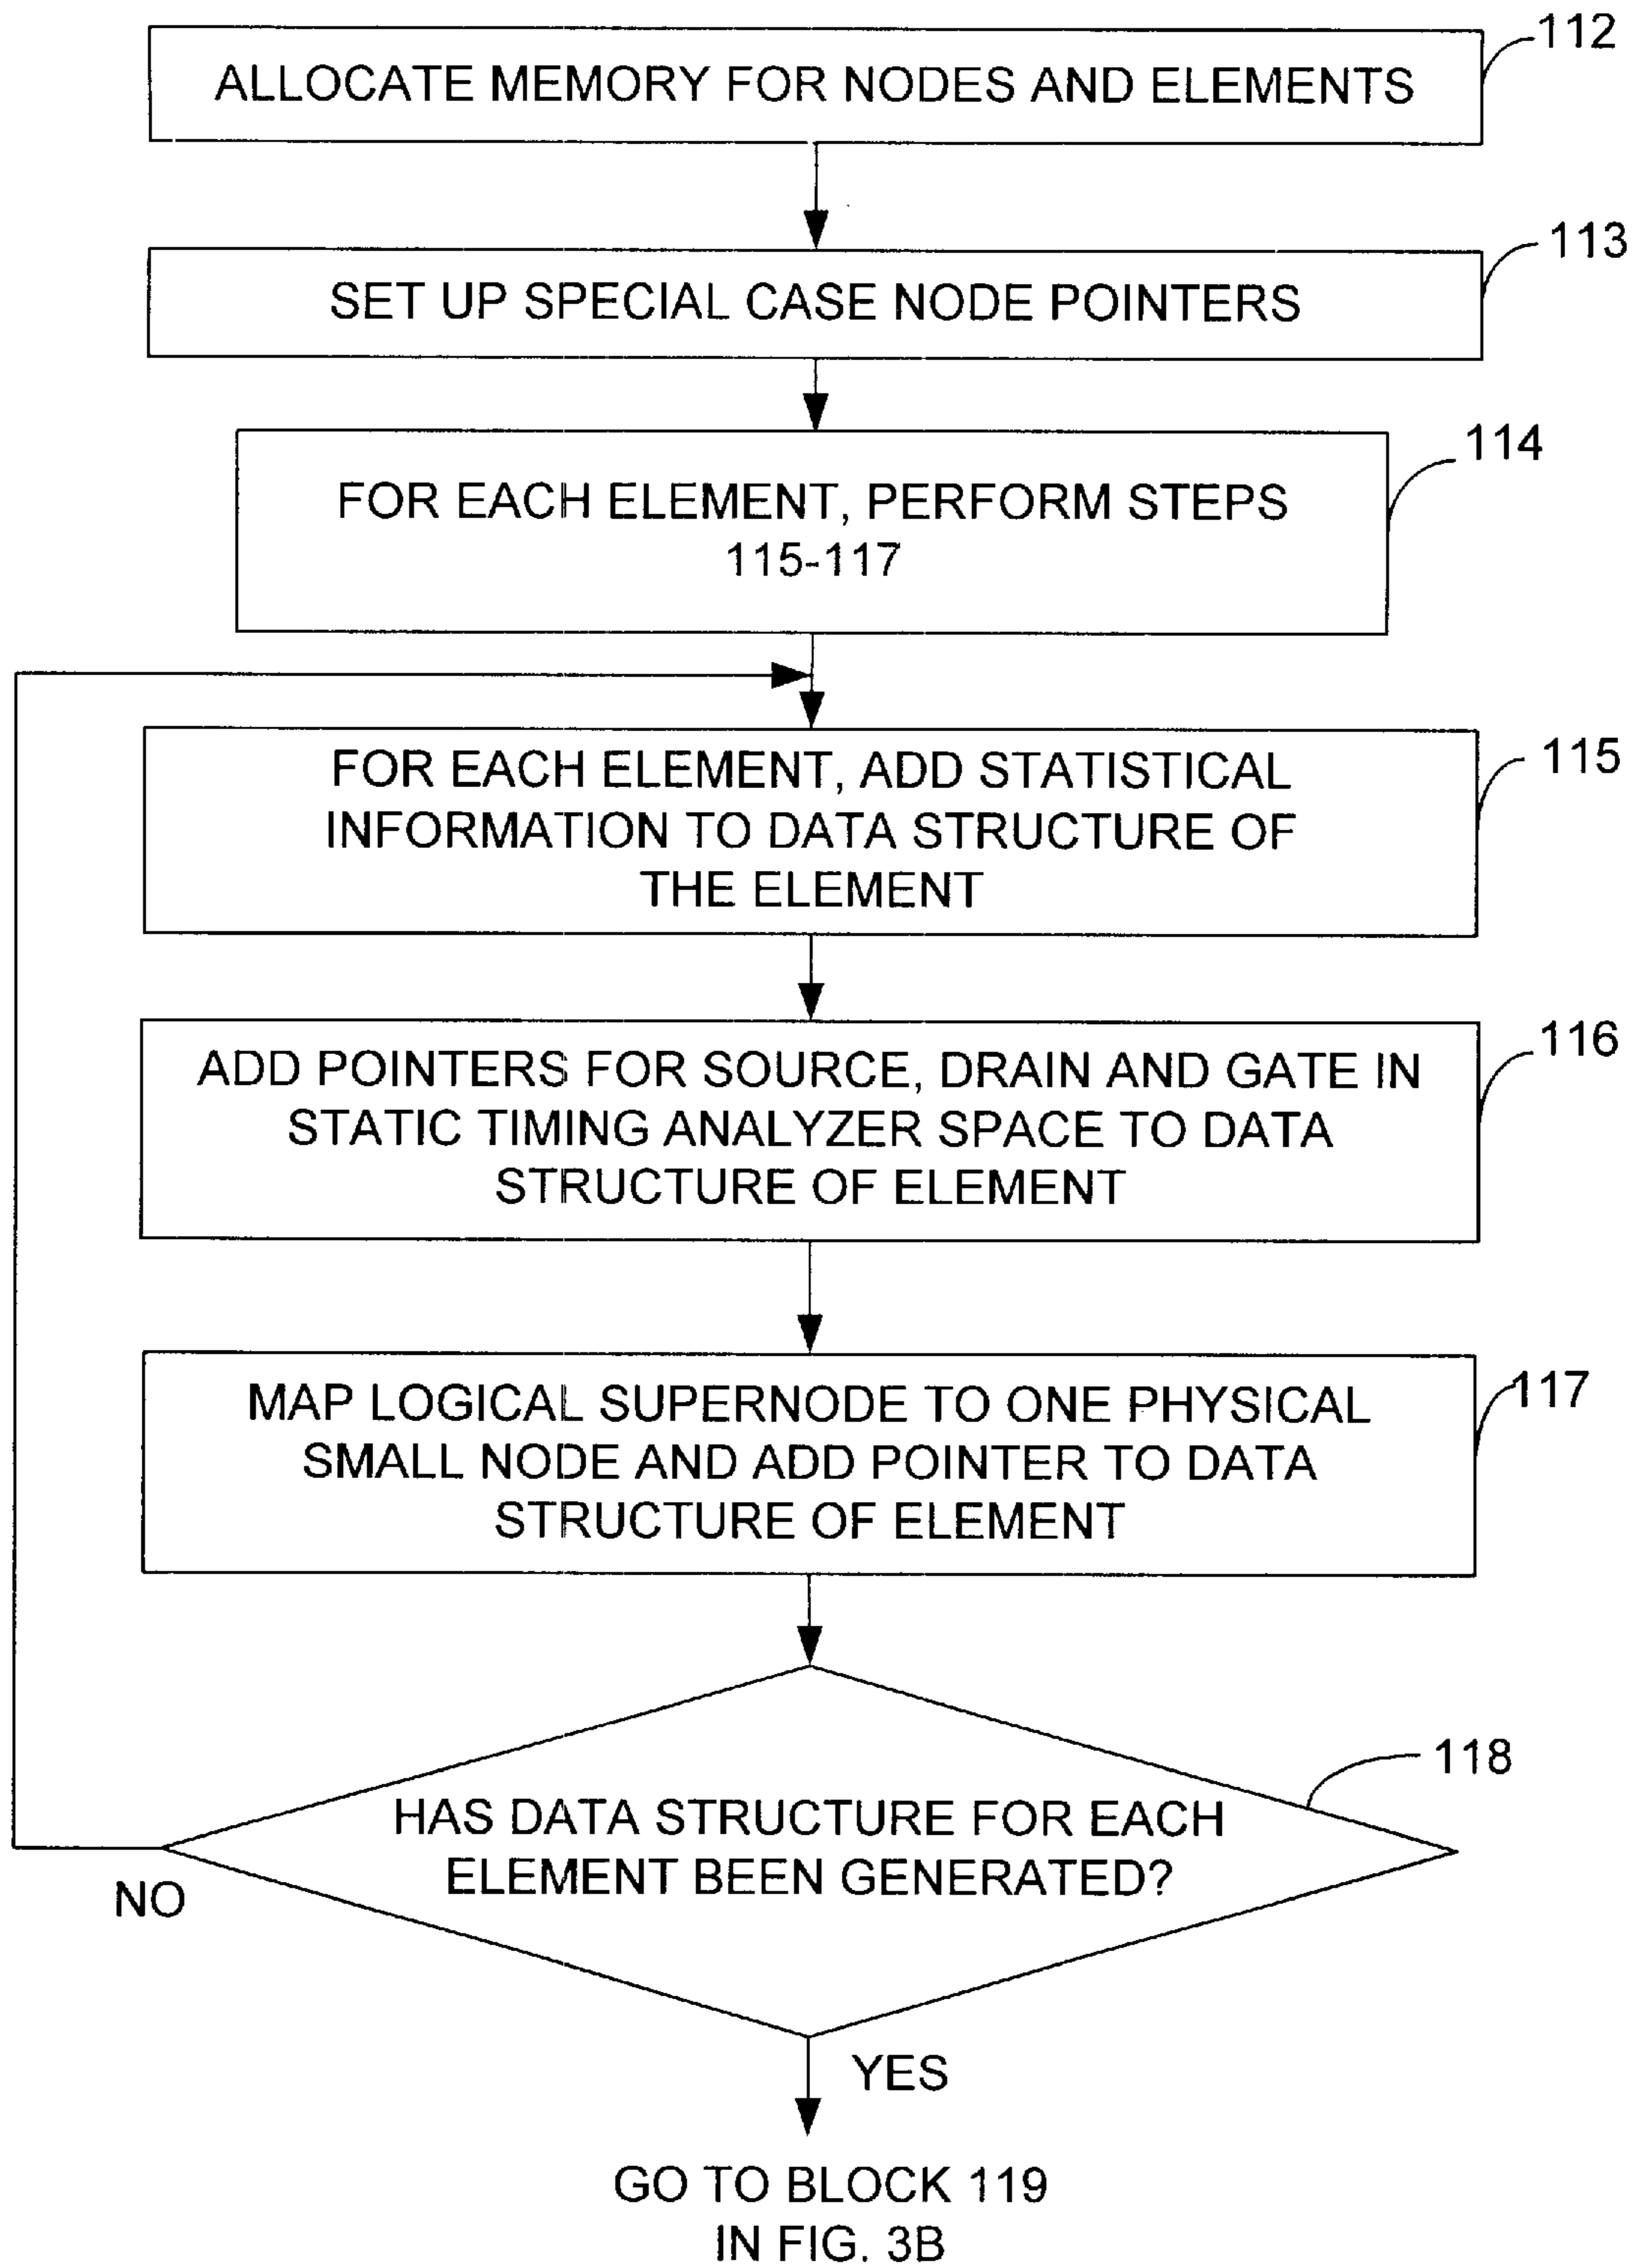 112
ALLOCATE MEMORY FOR NODES AND ELEMENTS
113
SET UP SPECIAL CASE NODE POINTERS
114
FOR EACH ELEMENT, PERFORM STEPS
115-117
115
FOR EACH ELEMENT, ADD STATISTICAL
INFORMATION TO DATA STRUCTURE OF
THE ELEMENT
116
ADD POINTERS FOR SOURCE, DRAIN AND GATE IN
STATIC TIMING ANALYZER SPACE TO DATA
STRUCTURE OF ELEMENT
117
MAP LOGICAL SUPERNODE TO ONE PHYSICAL
SMALL NODE AND ADD POINTER TO DATA
STRUCTURE OF ELEMENT
118
HAS DATA STRUCTURE FOR EACH
ELEMENT BEEN GENERATED?
NO
YES
GO TO BLOCK 119
IN FIG. 3B